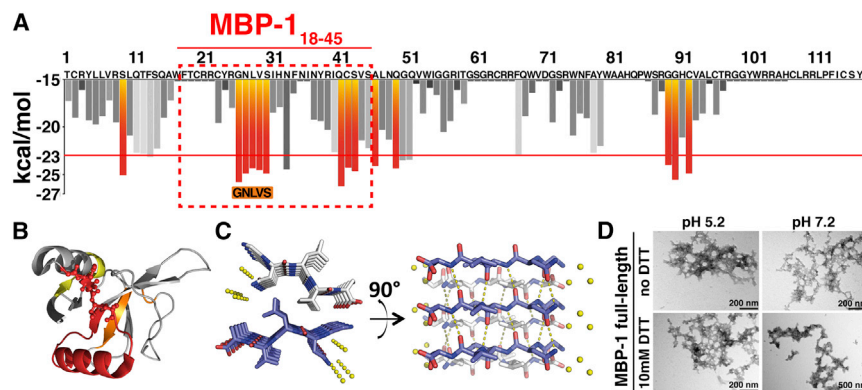 A
MBP-1 18-45
1 11 21 31 41 51 61 71 81 91 101 111
TCRYLLVRSLQTFSQAWFTCRRCYRGNLVSIHNFNINYRIQCSVSALNQGQVWIGGRITGSGRCRRFQWVDGSRWNFAYWAAHQPWSRGGHCVALCTRGGYWRRAHCLRRLPFICSY
kcal/mol
-15
-20
-23
-25
-27
GNLVS
B
C
90°
D
pH 5.2 pH 7.2
MBP-1 full-length
no DTT
10mM DTT
200 nm 200 nm
200 nm 500 nm